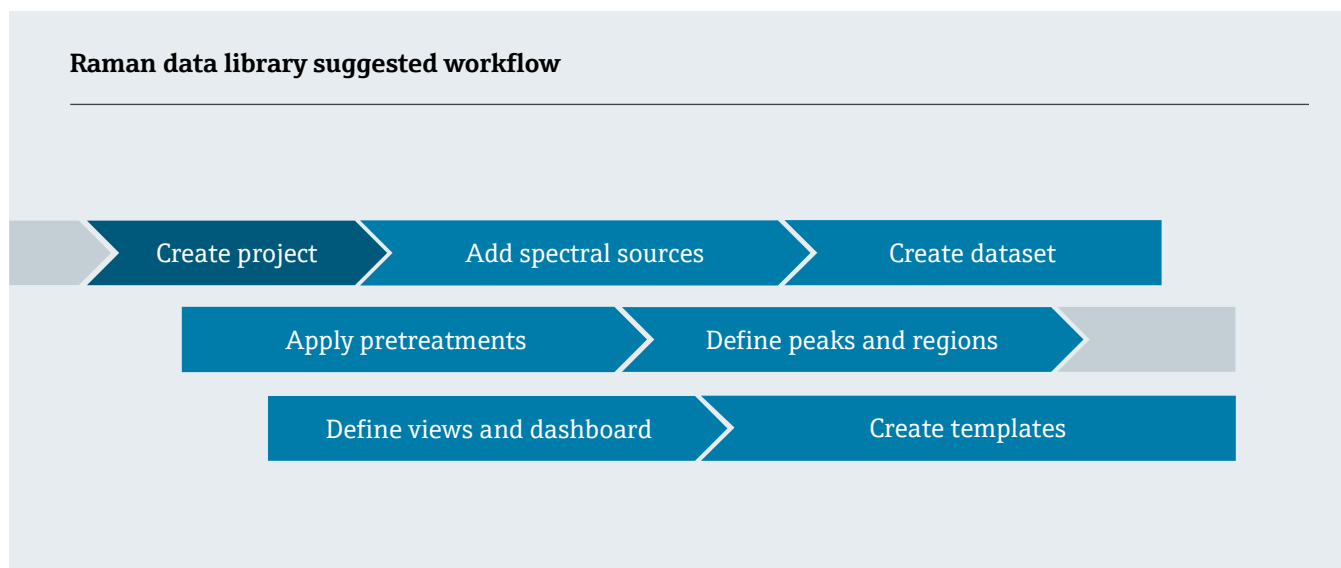 Raman data library suggested workflow
Create project
Add spectral sources
Create dataset
Apply pretreatments
Define peaks and regions
Define views and dashboard
Create templates